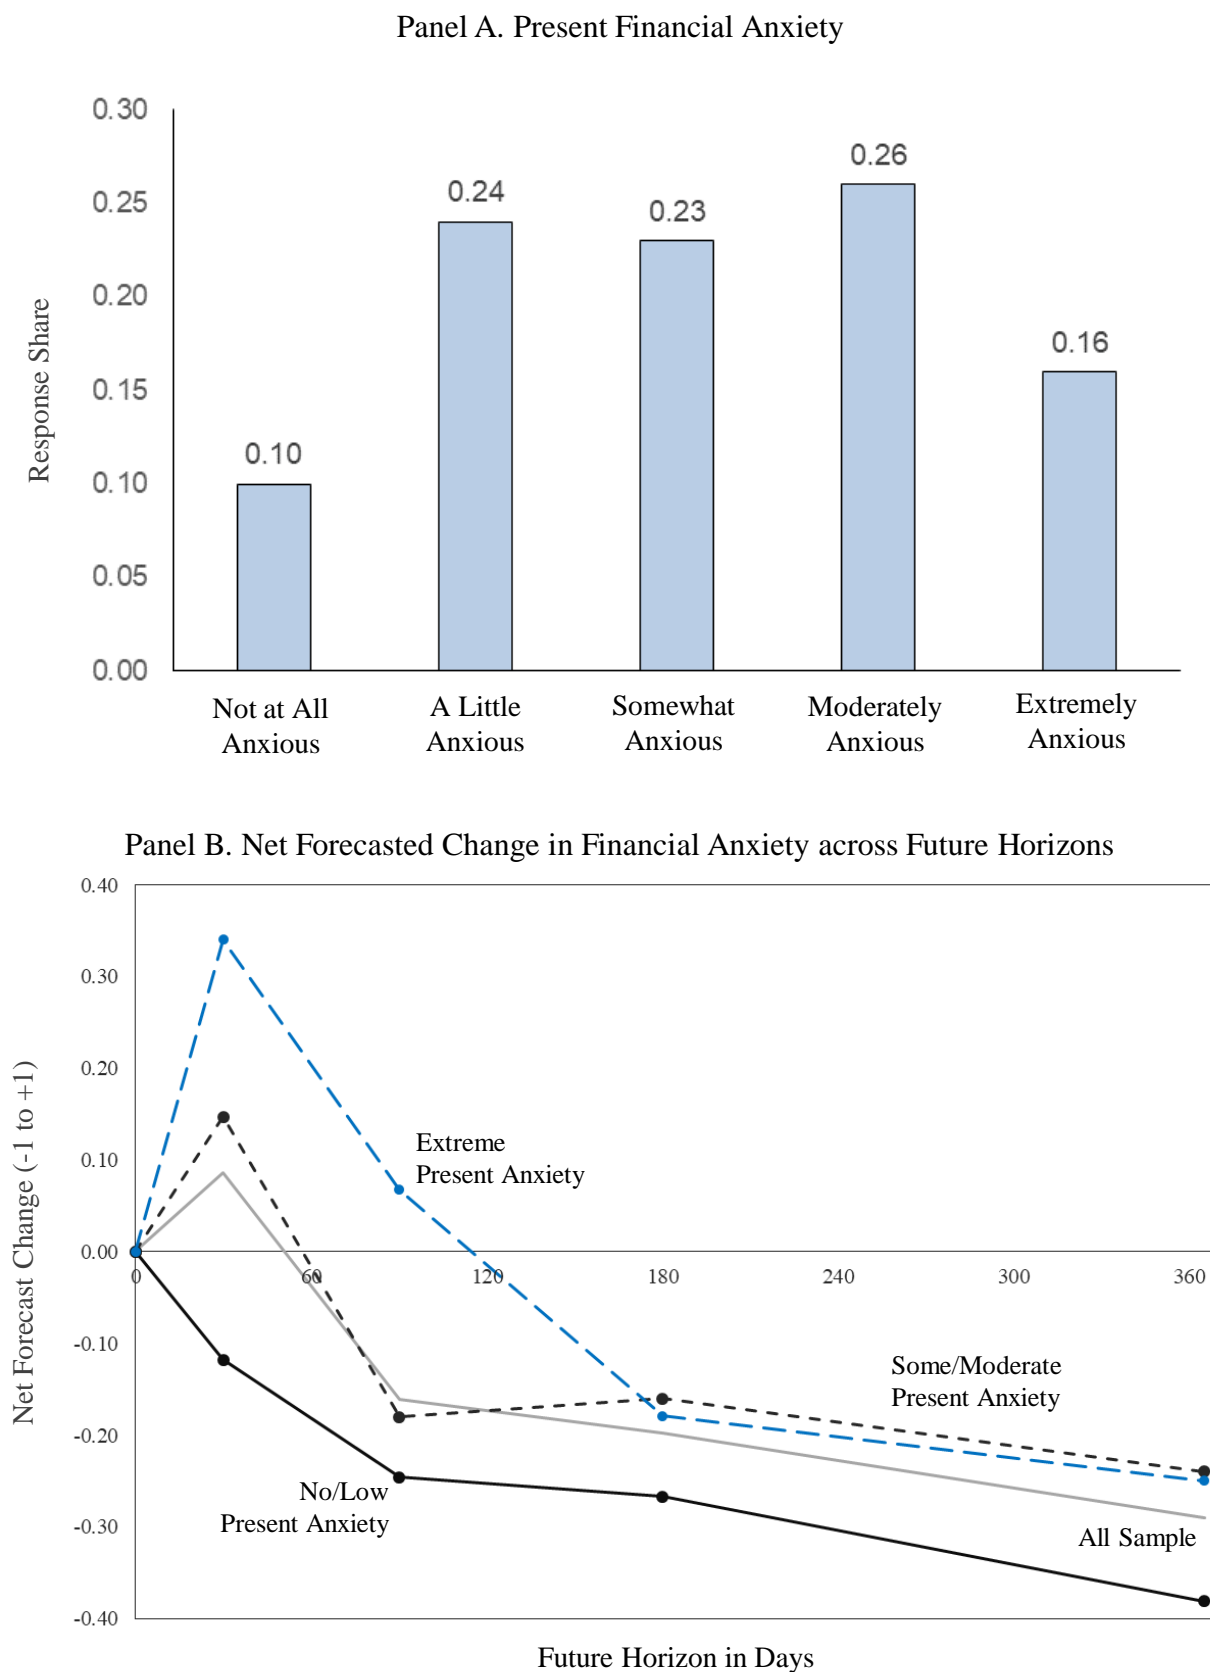 Panel A. Present Financial Anxiety
0.30
0.25
0.20
0.15
0.10
0.05
0.00
Response Share
0.10
0.24
0.23
0.26
0.16
Not at All
Anxious
A Little
Anxious
Somewhat
Anxious
Moderately
Anxious
Extremely
Anxious
Panel B. Net Forecasted Change in Financial Anxiety across Future Horizons
0.40
0.30
0.20
0.10
0.00
-0.10
-0.20
-0.30
-0.40
Net Forecast Change (-1 to +1)
0
60
120
180
240
300
360
Extreme
Present Anxiety
Some/Moderate
Present Anxiety
No/Low
Present Anxiety
All Sample
Future Horizon in Days